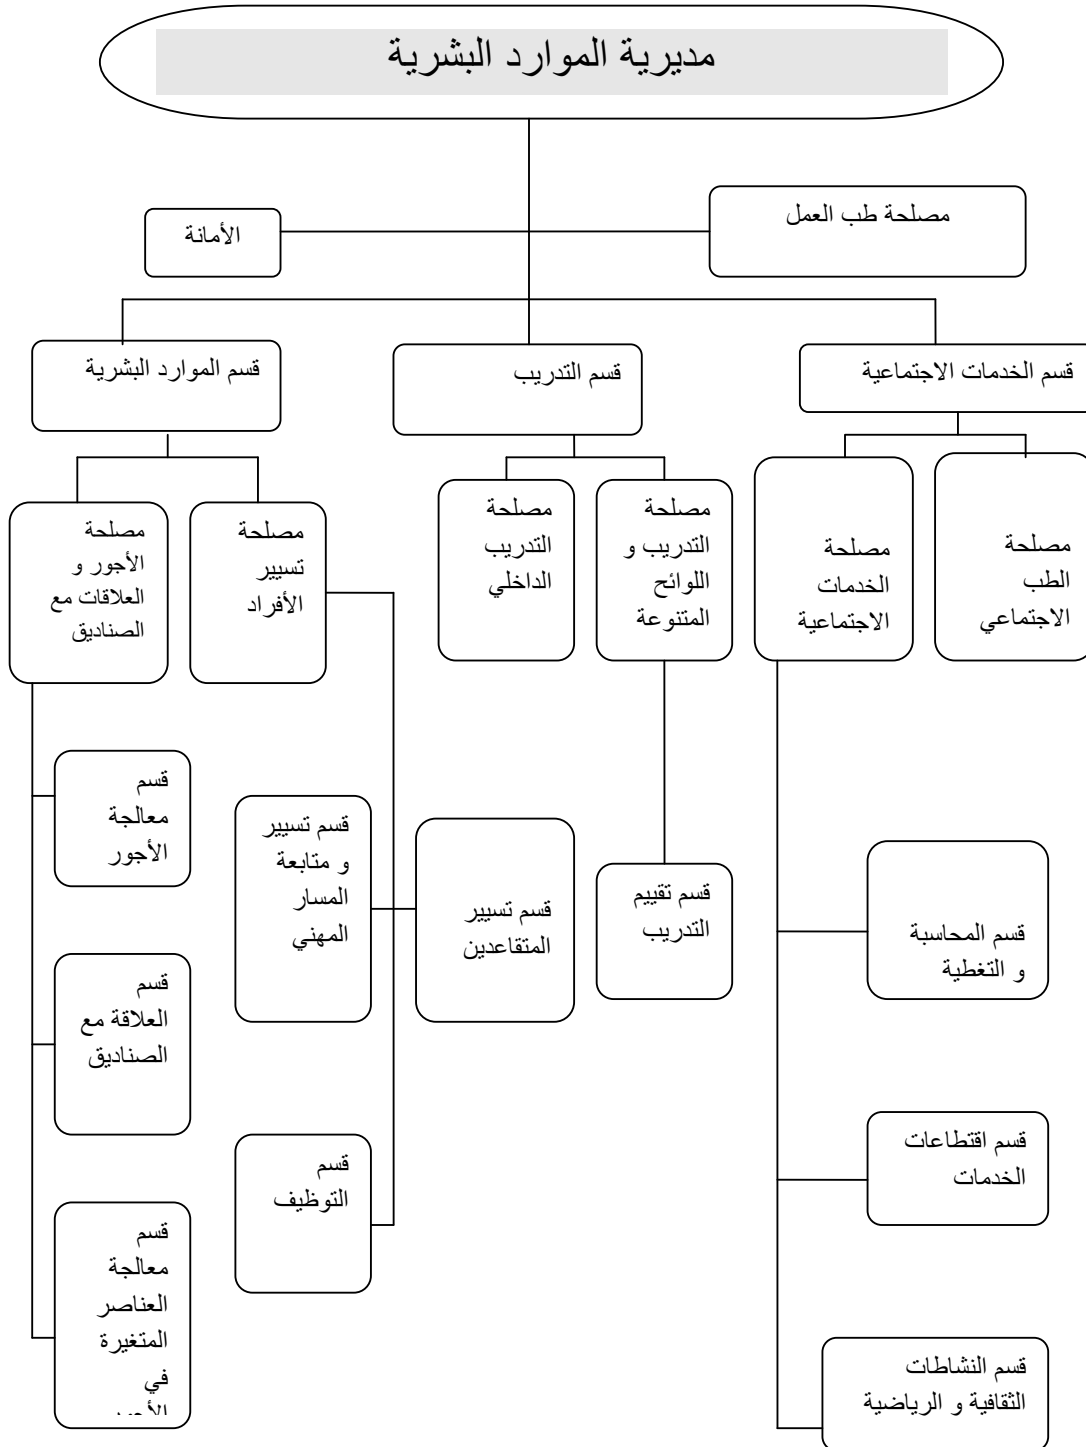 مديرية الموارد البشرية
مصلحة طب العمل
الأمانة
قسم الخدمات الاجتماعية
قسم التدريب
قسم الموارد البشرية
مصلحة
الطب
الاجتماعي
مصلحة
الخدمات
الاجتماعية
مصلحة
التدريب و
اللوائح
المتنوعة
مصلحة
التدريب
الداخلي
مصلحة
تسيير
الأفراد
مصلحة
الأجور و
العلاقات مع
الصناديق
قسم المحاسبة
و التغطية
قسم اقتطاعات
الخدمات
قسم النشاطات
الثقافية و الرياضية
قسم تقييم
التدريب
قسم تسيير
المتقاعدين
قسم تسيير
و متابعة
المسار
المهني
قسم
التوظيف
قسم
معالجة
الأجور
قسم
العلاقة مع
الصناديق
قسم
معالجة
العناصر
المتغيرة
في